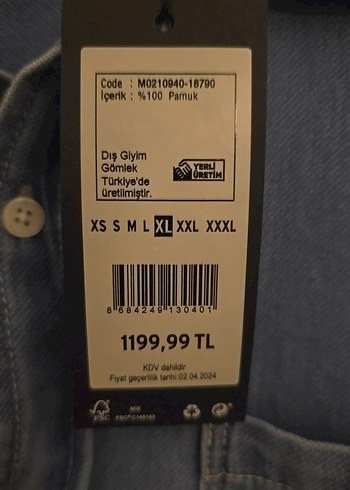 Code : M0210940-18790
İçerik : %100 Pamuk
Dış Giyim
Gömlek
Türkiye'de
üretilmiştir.
YERLİ
ÜRETİM
XS S M L XL XXL XXXL
8 684249 130401
1199,99 TL
KDV dahildir
Fiyat geçerlilik tarihi:02.04.2024
FSC
MIX